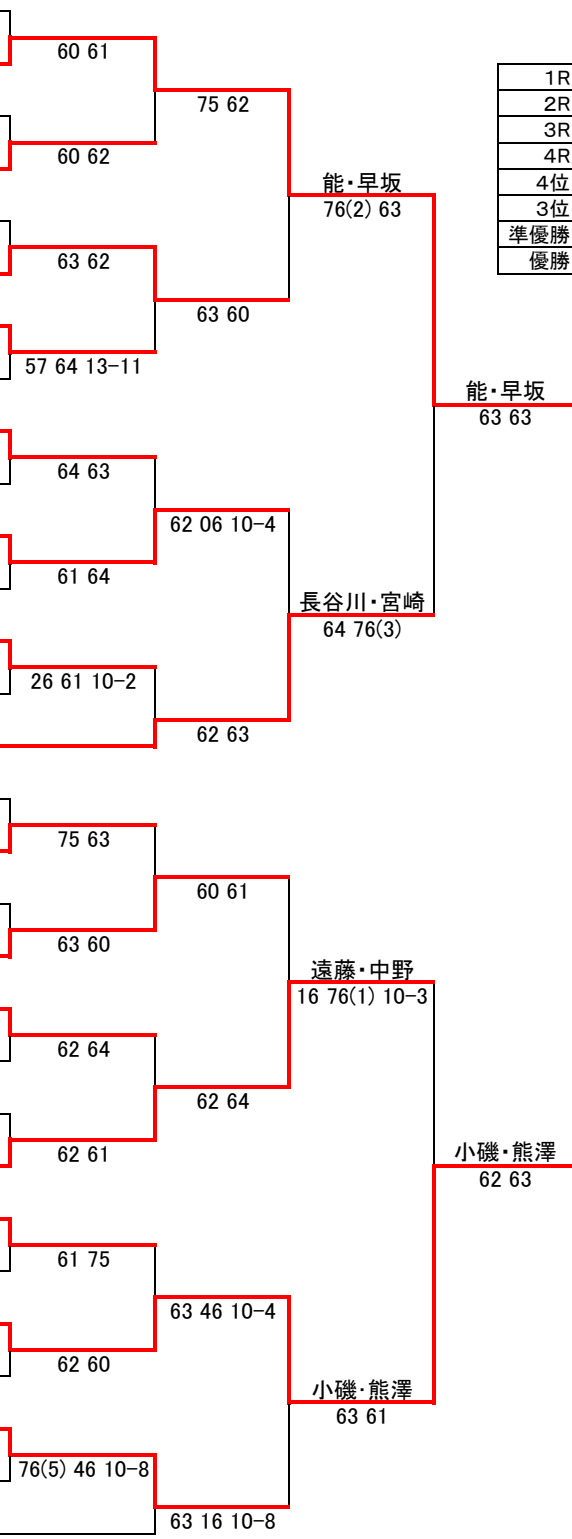 60 61
75 62
60 62
能・早坂
76(2) 63
63 62
63 60
57 64 13-11
能・早坂
63 63
64 63
62 06 10-4
61 64
長谷川・宮崎
64 76(3)
26 61 10-2
62 63
75 63
60 61
63 60
遠藤・中野
16 76(1) 10-3
62 64
62 64
62 61
小磯・熊澤
62 63
61 75
63 46 10-4
62 60
小磯・熊澤
63 61
76(5) 46 10-8
63 16 10-8
1R
2R
3R
4R
4位
3位
準優勝
優勝